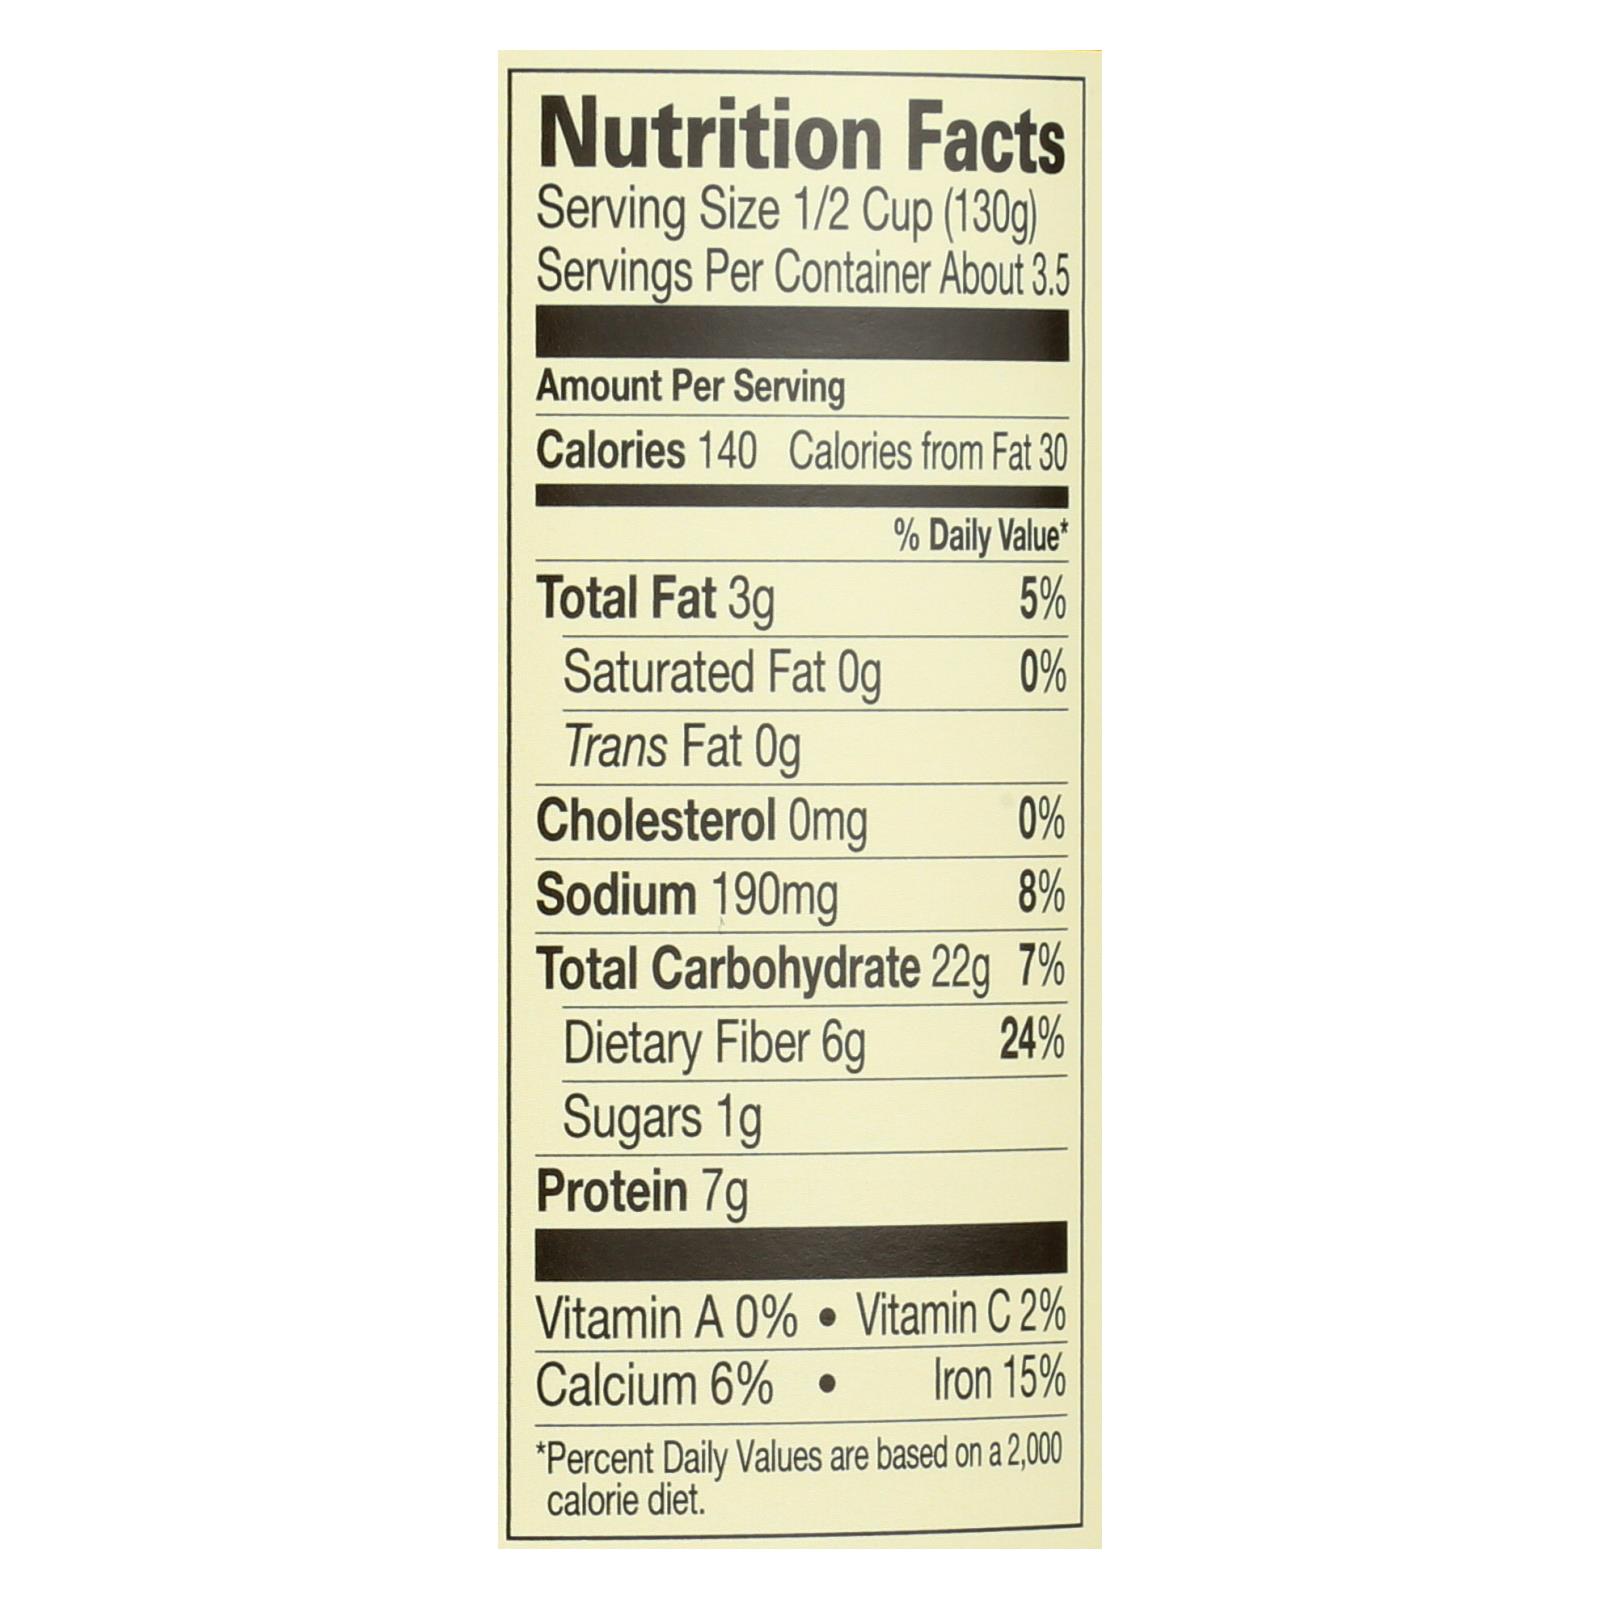 Nutrition Facts
Serving Size 1/2 Cup (130g)
Servings Per Container About 3.5
Amount Per Serving
Calories 140 Calories from Fat 30
% Daily Value*
Total Fat 3g 5%
Saturated Fat 0g 0%
Trans Fat 0g
Cholesterol 0mg 0%
Sodium 190mg 8%
Total Carbohydrate 22g 7%
Dietary Fiber 6g 24%
Sugars 1g
Protein 7g
Vitamin A 0% • Vitamin C 2%
Calcium 6% • Iron 15%
*Percent Daily Values are based on a 2,000
calorie diet.